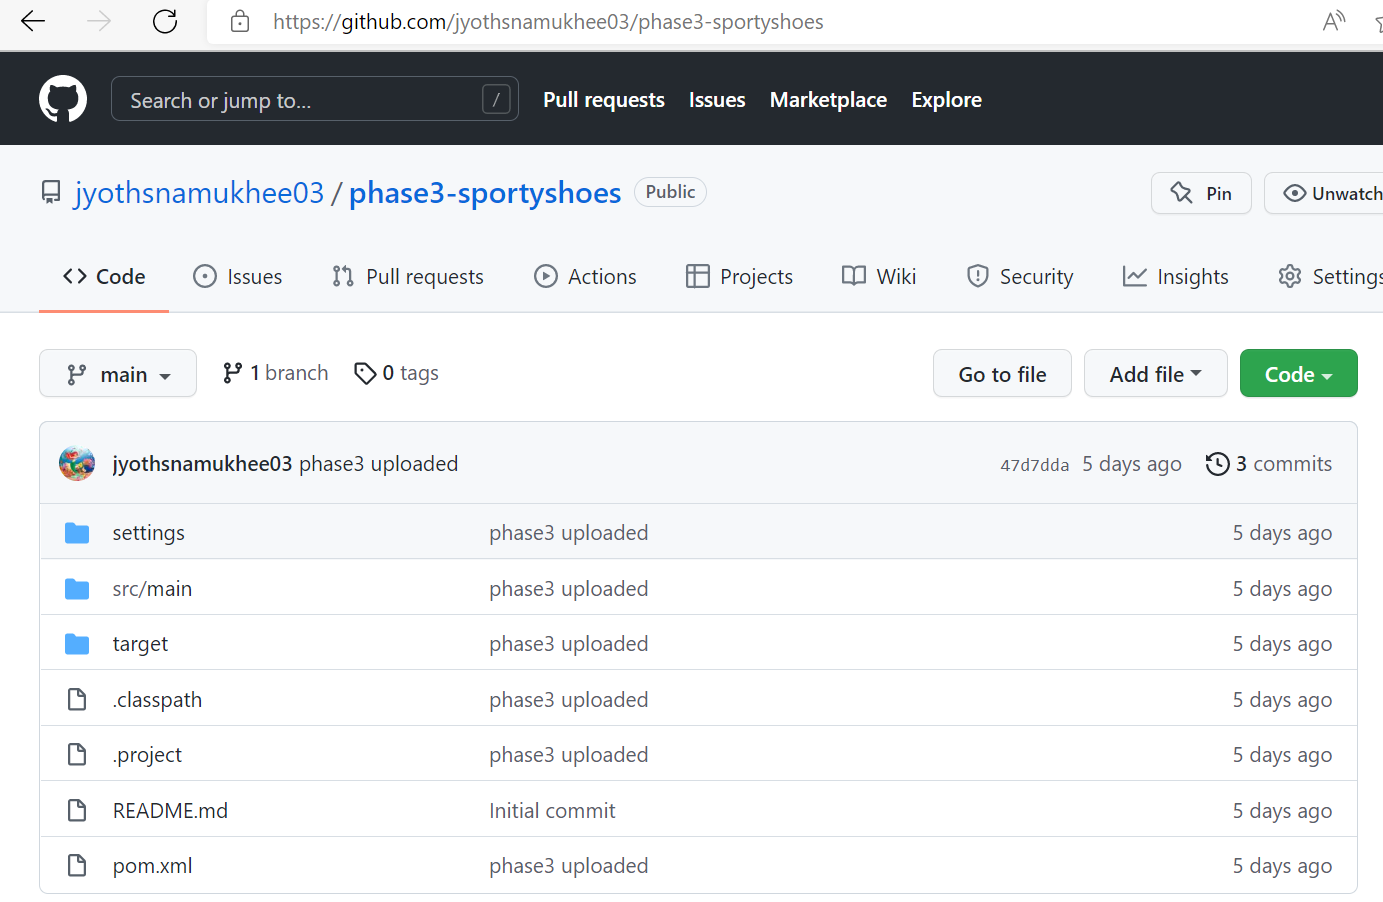 https://github.com/jyothsnamukhee03/phase3-sportyshoes
Search or jump to... / Pull requests Issues Marketplace Explore
jyothsnamukhee03 / phase3-sportyshoes Public Pin Unwatch
Code Issues Pull requests Actions Projects Wiki Security Insights Settings
main 1 branch 0 tags Go to file Add file Code
jyothsnamukhee03 phase3 uploaded 47d7dda 5 days ago 3 commits
settings phase3 uploaded 5 days ago
src/main phase3 uploaded 5 days ago
target phase3 uploaded 5 days ago
.classpath phase3 uploaded 5 days ago
.project phase3 uploaded 5 days ago
README.md Initial commit 5 days ago
pom.xml phase3 uploaded 5 days ago